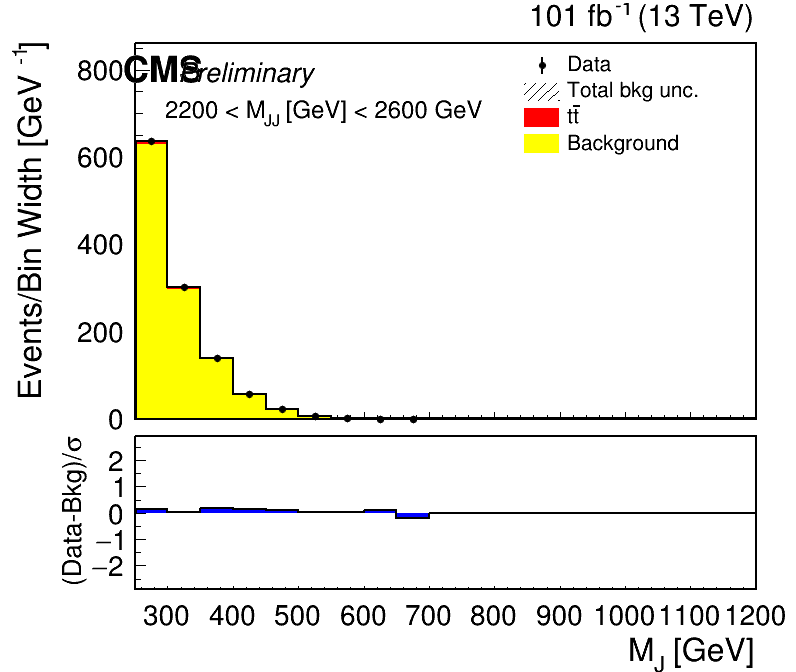 101 fb-1 (13 TeV)
CMS Preliminary
2200 < MJJ [GeV] < 2600 GeV
Data
Total bkg unc.
tt̄
Background
Events/Bin Width [GeV-1]
800
600
400
200
0
(Data-Bkg)/σ
2
1
0
−1
−2
300 400 500 600 700 800 900 1000 1100 1200
MJ [GeV]